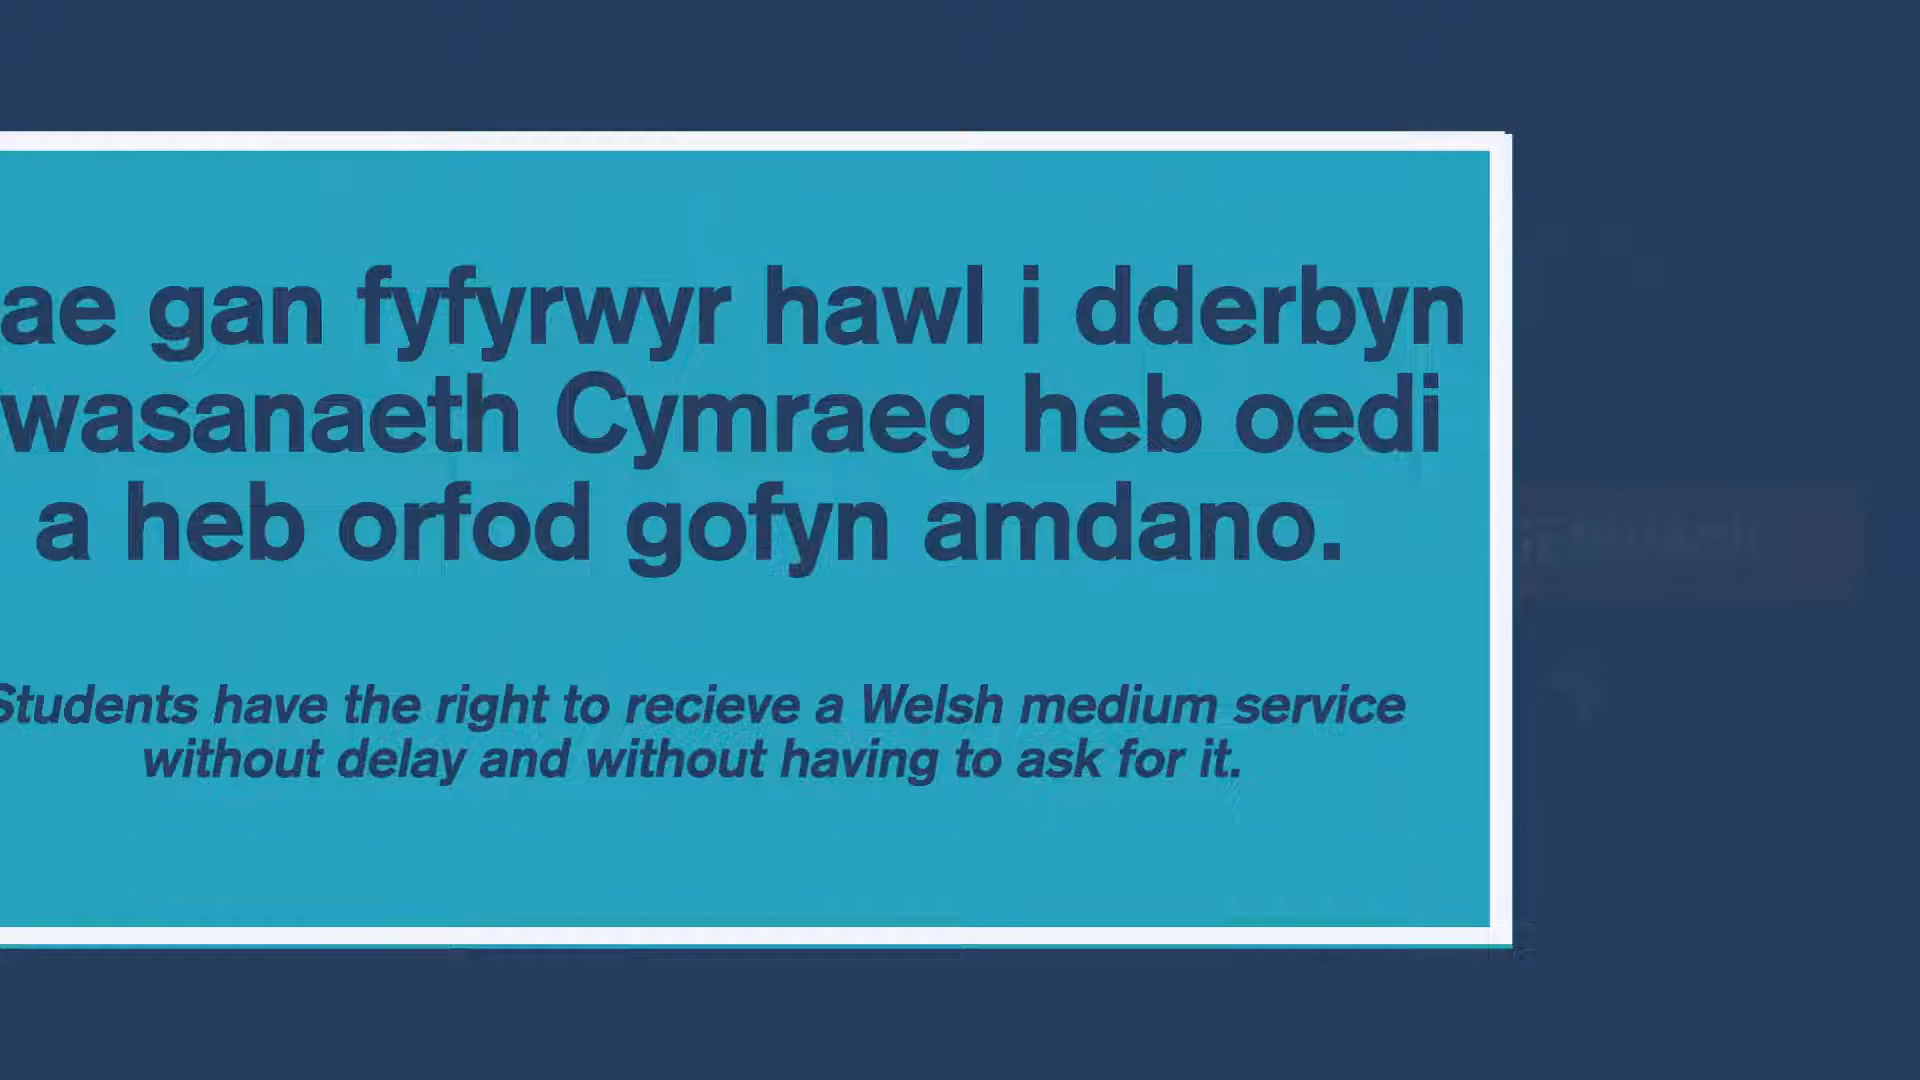 ae gan fyfyrwyr hawl i dderbyn
wasanaeth Cymraeg heb oedi
a heb orfod gofyn amdano.
Students have the right to recieve a Welsh medium service
without delay and without having to ask for it.